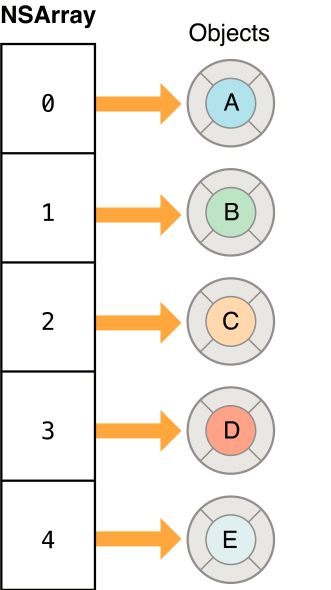 NSArray
Objects
0 A
1 B
2 C
3 D
4 E